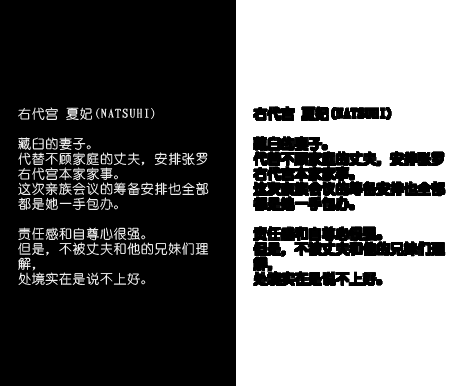 右代宫 夏妃(NATSUHI)
藏臼的妻子。
代替不顾家庭的丈夫，安排张罗
右代宫本家家事。
这次亲族会议的筹备安排也全部
都是她一手包办。
责任感和自尊心很强。
但是，不被丈夫和他的兄妹们理
解，
处境实在是说不上好。
右代宫 夏妃(NATSUHI)
藏臼的妻子。
代替不顾家庭的丈夫，安排张罗
右代宫本家家事。
这次亲族会议的筹备安排也全部
都是她一手包办。
责任感和自尊心很强。
但是，不被丈夫和他的兄妹们理
解，
处境实在是说不上好。